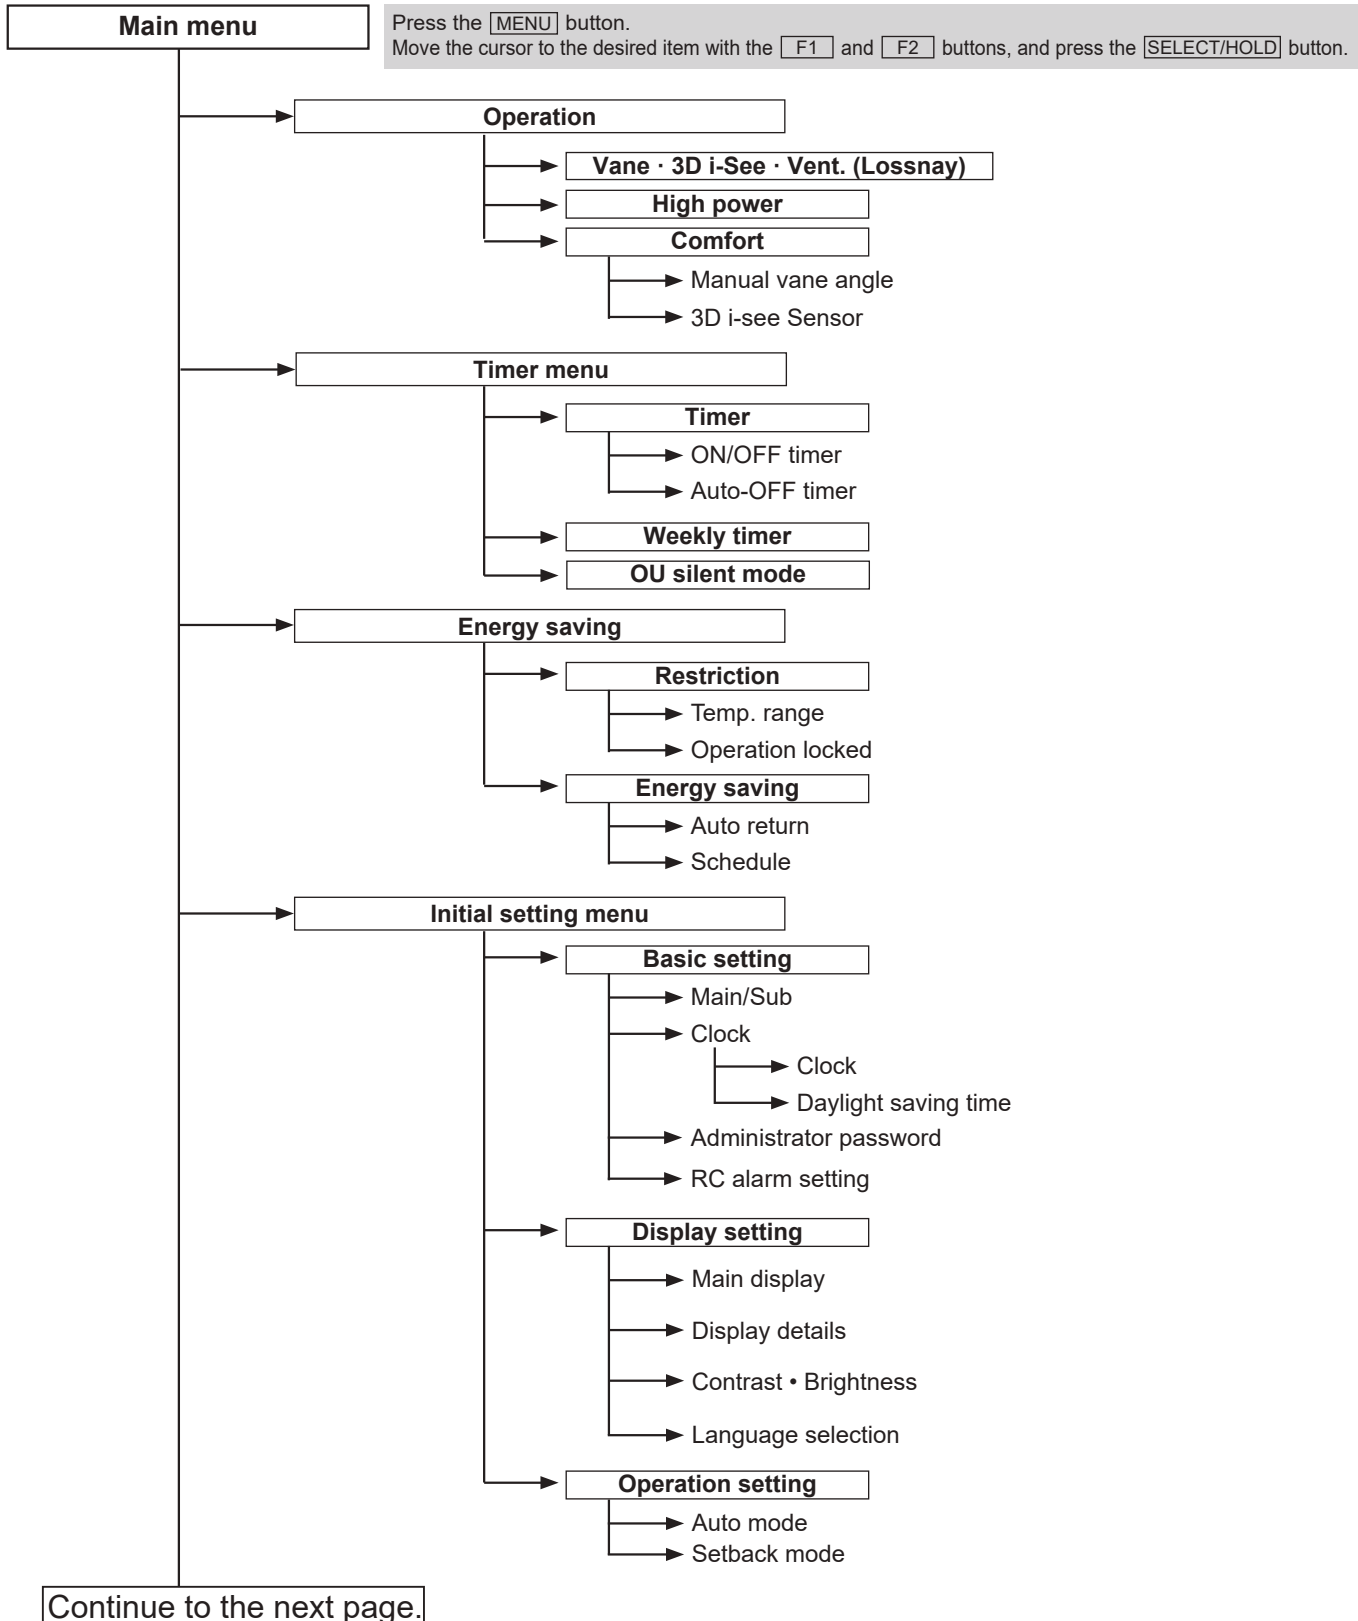 Main menu
Press the MENU button.
Move the cursor to the desired item with the F1 and F2 buttons, and press the SELECT/HOLD button.
Operation
Vane · 3D i-See · Vent. (Lossnay)
High power
Comfort
Manual vane angle
3D i-see Sensor
Timer menu
Timer
ON/OFF timer
Auto-OFF timer
Weekly timer
OU silent mode
Energy saving
Restriction
Temp. range
Operation locked
Energy saving
Auto return
Schedule
Initial setting menu
Basic setting
Main/Sub
Clock
Clock
Daylight saving time
Administrator password
RC alarm setting
Display setting
Main display
Display details
Contrast • Brightness
Language selection
Operation setting
Auto mode
Setback mode
Continue to the next page.